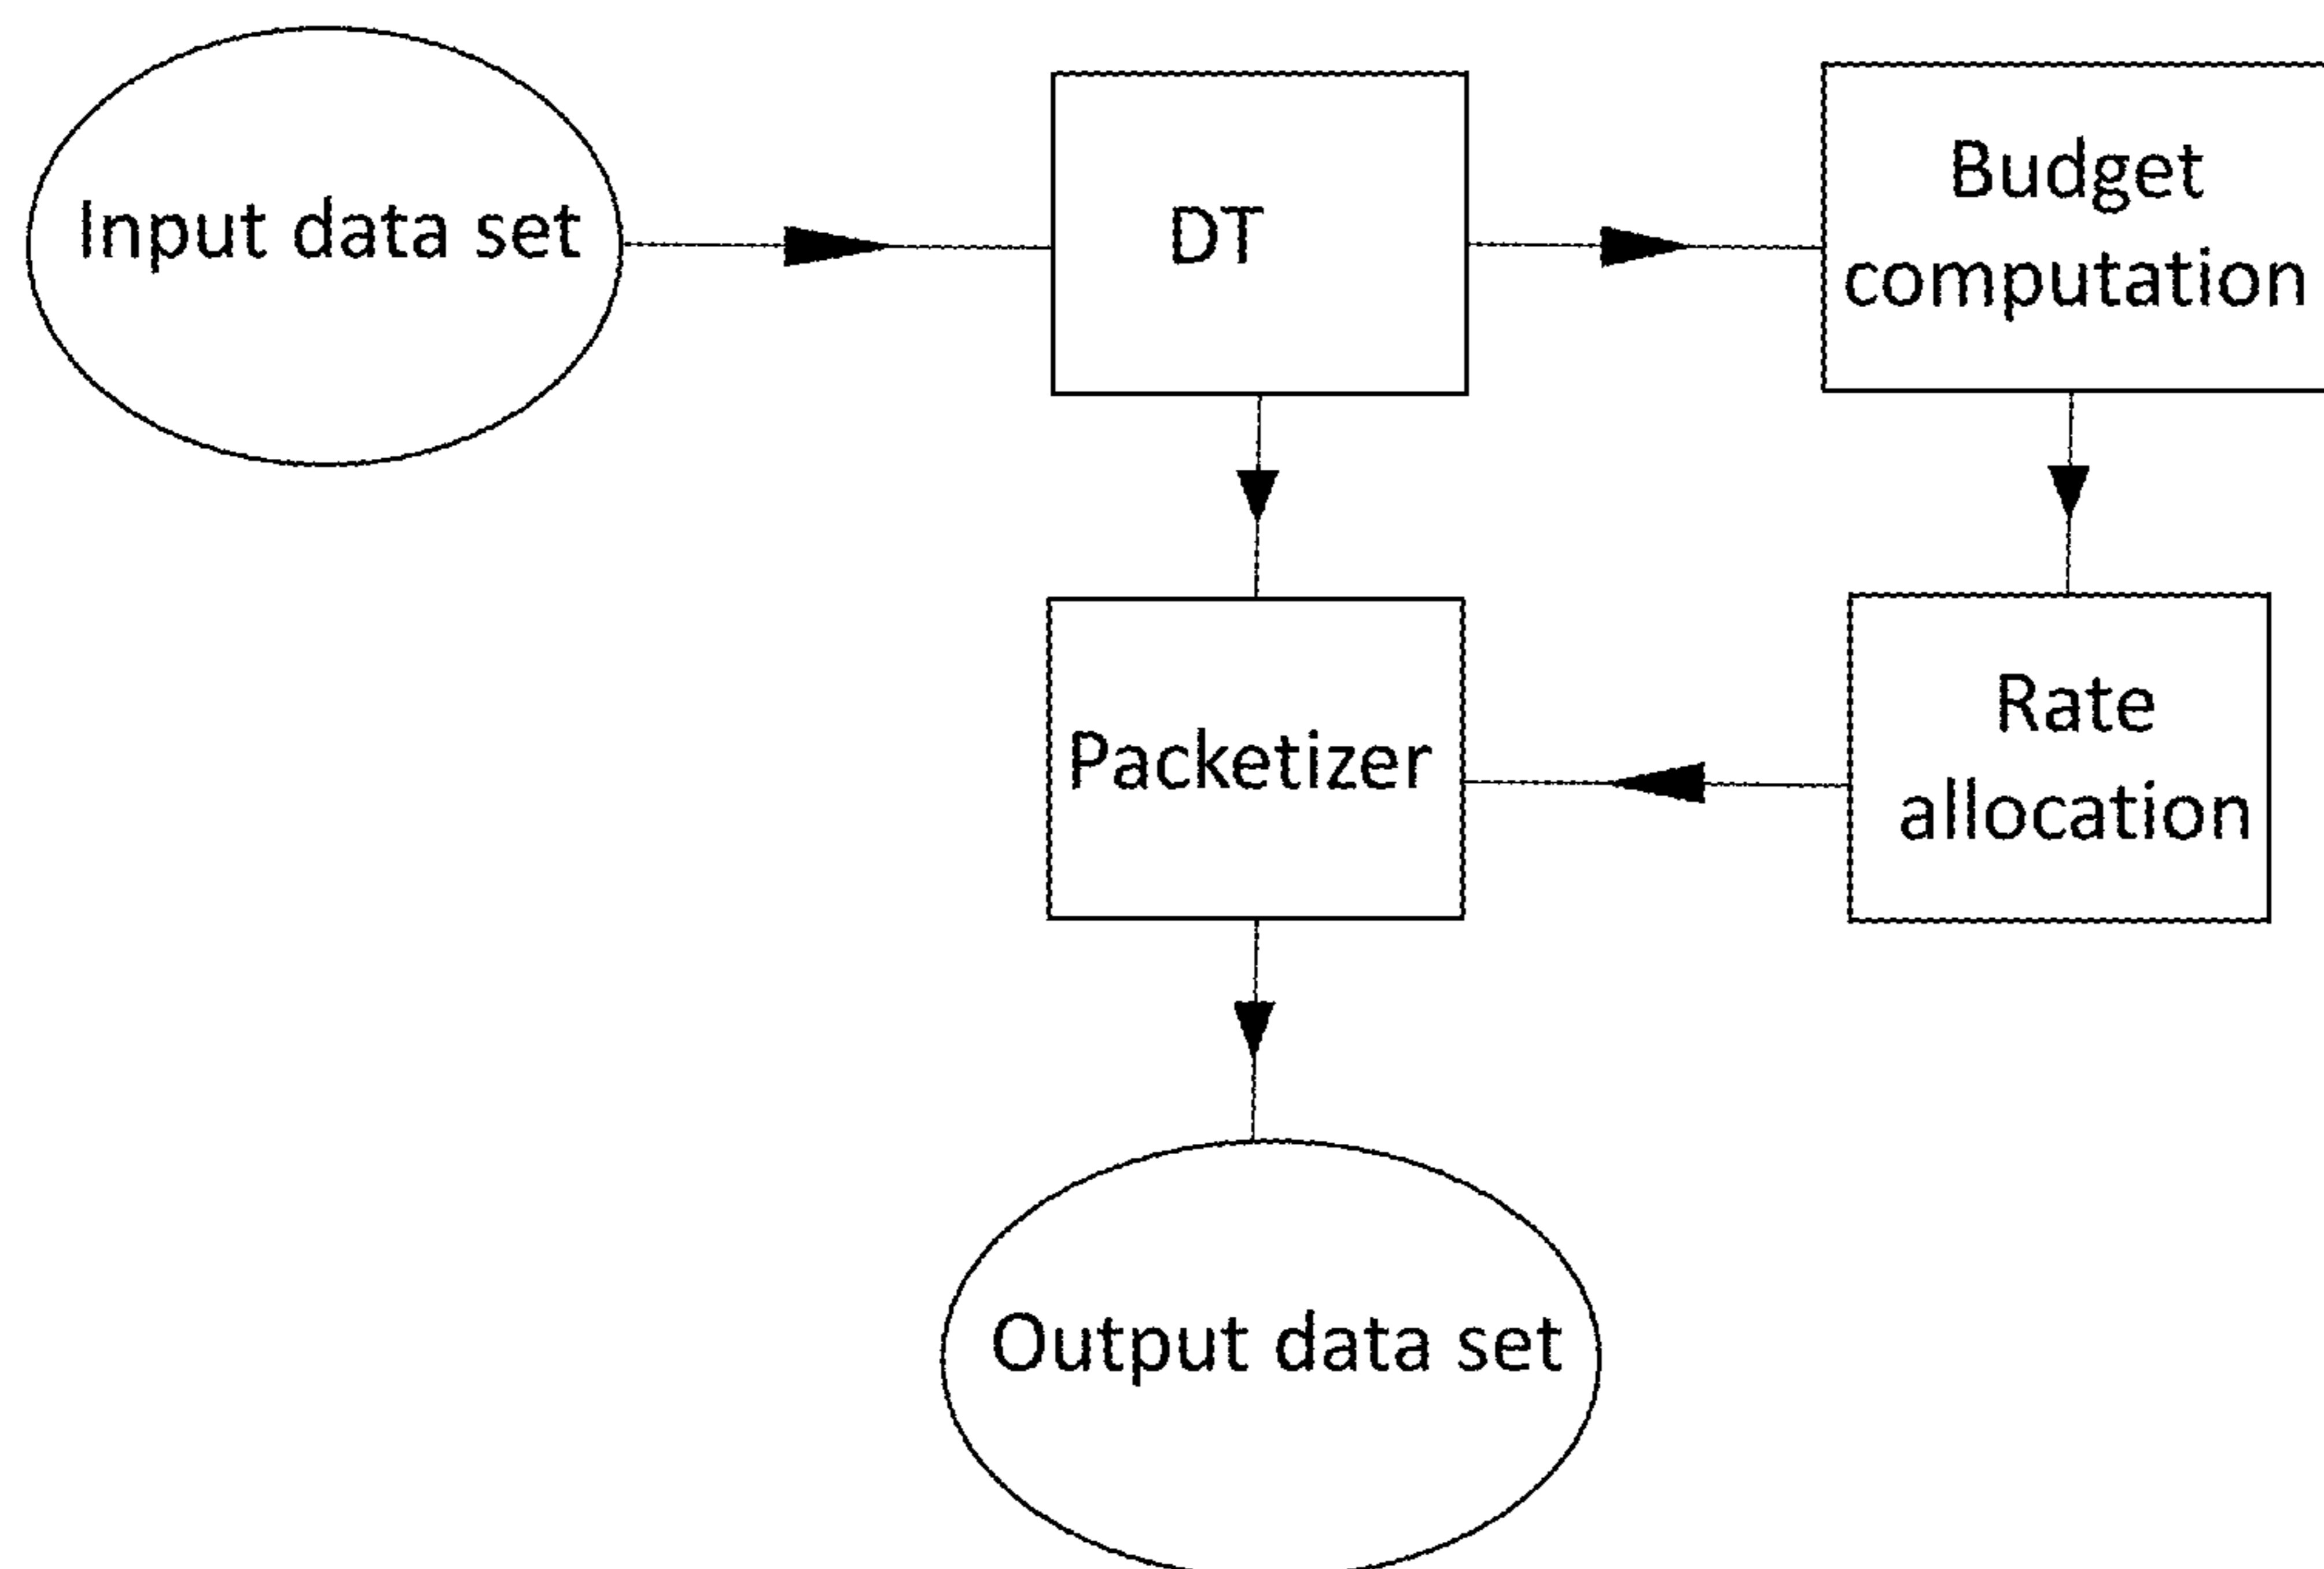 Input data set
DT
Budget
computation
Packetizer
Rate
allocation
Output data set